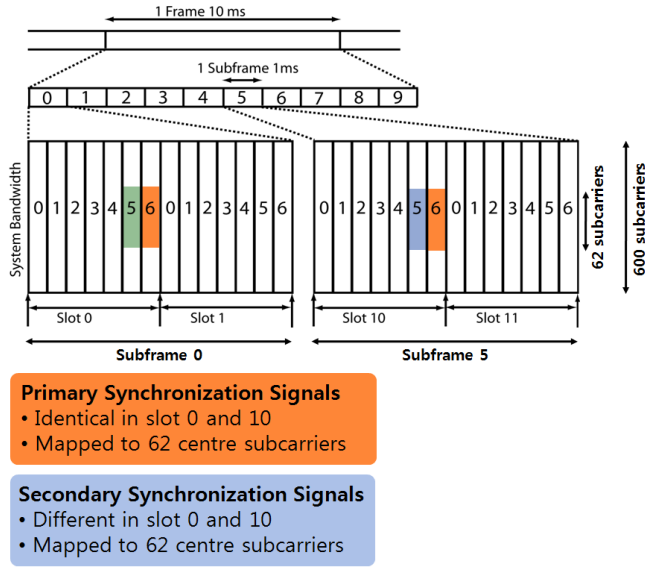 1 Frame 10 ms
1 Subframe 1ms
0 1 2 3 4 5 6 7 8 9
System Bandwidth
0 1 2 3 4 5 6 0 1 2 3 4 5 6
0 1 2 3 4 5 6 0 1 2 3 4 5 6
62 subcarriers
600 subcarriers
Slot 0
Slot 1
Slot 10
Slot 11
Subframe 0
Subframe 5
Primary Synchronization Signals
• Identical in slot 0 and 10
• Mapped to 62 centre subcarriers
Secondary Synchronization Signals
• Different in slot 0 and 10
• Mapped to 62 centre subcarriers